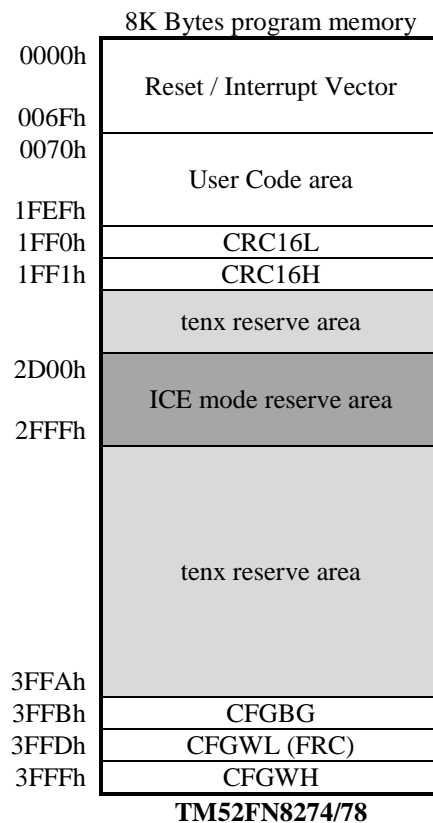 8K Bytes program memory
0000h
Reset / Interrupt Vector
006Fh
0070h
User Code area
1FEFh
1FF0h CRC16L
1FF1h CRC16H
tenx reserve area
2D00h
ICE mode reserve area
2FFFh
tenx reserve area
3FFAh
3FFBh CFGBG
3FFDh CFGWL (FRC)
3FFFh CFGWH
TM52FN8274/78